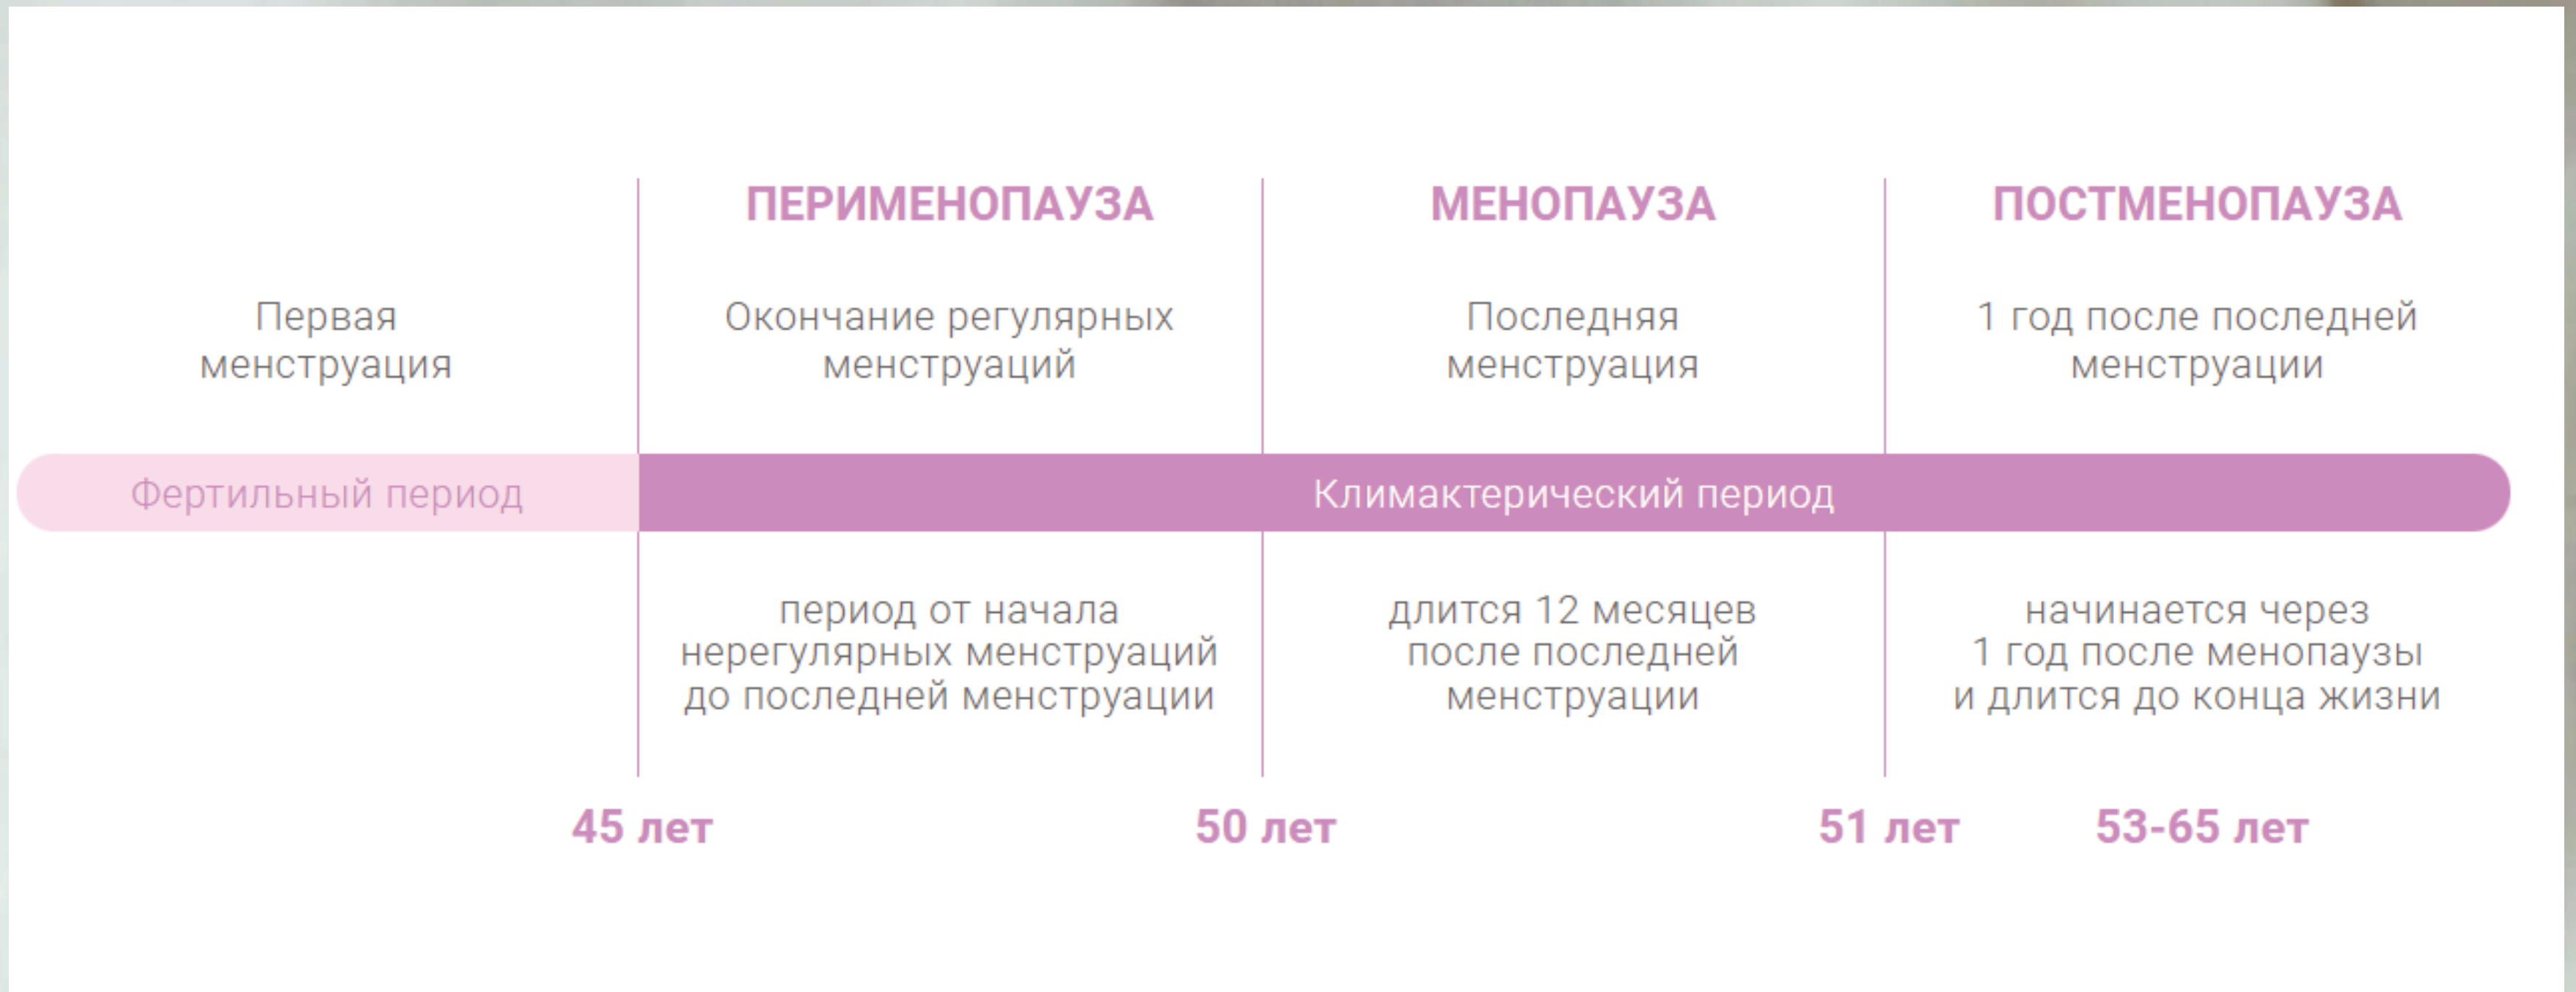 ПЕРИМЕНОПАУЗА
МЕНОПАУЗА
ПОСТМЕНОПАУЗА
Первая
менструация
Окончание регулярных
менструаций
Последняя
менструация
1 год после последней
менструации
Фертильный период
Климактерический период
период от начала
нерегулярных менструаций
до последней менструации
длится 12 месяцев
после последней
менструации
начинается через
1 год после менопаузы
и длится до конца жизни
45 лет
50 лет
51 лет
53-65 лет